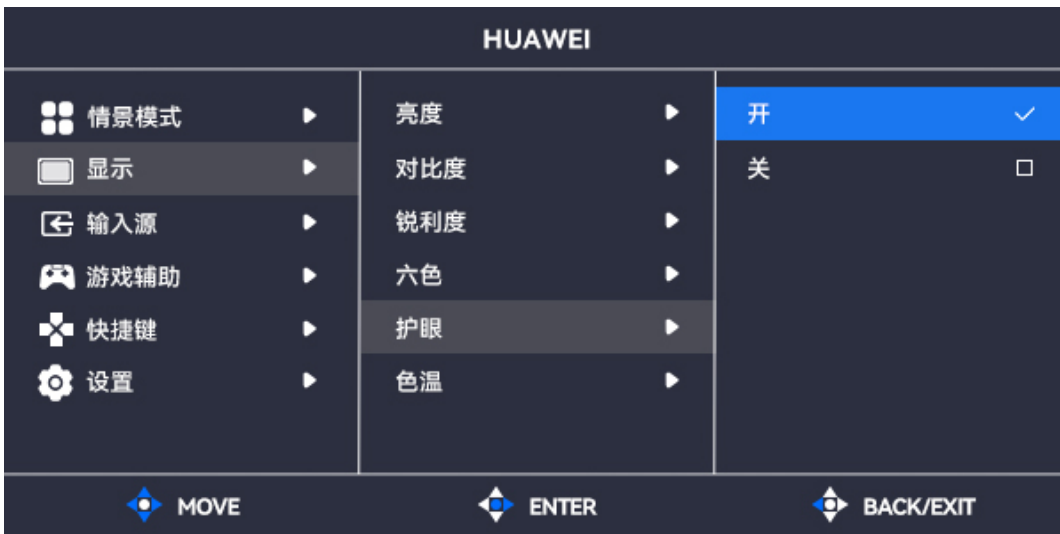 HUAWEI
情景模式
显示
输入源
游戏辅助
快捷键
设置
亮度
对比度
锐利度
六色
护眼
色温
开
关
MOVE
ENTER
BACK/EXIT